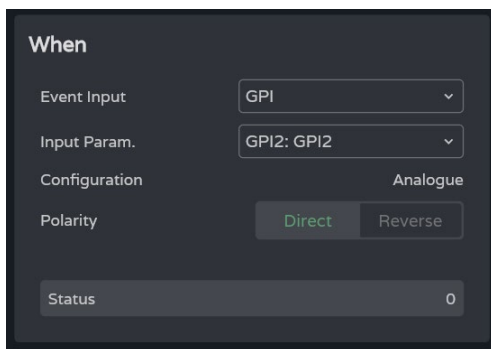 When
Event Input GPI
Input Param. GPI2: GPI2
Configuration Analogue
Polarity Direct Reverse
Status 0